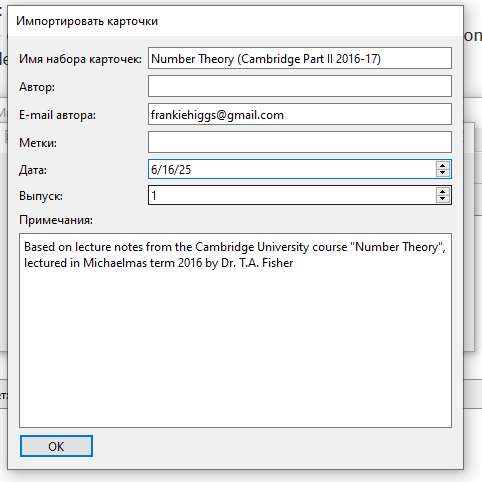 Импортировать карточки
Имя набора карточек: Number Theory (Cambridge Part II 2016-17)
Автор:
E-mail автора: frankiehiggs@gmail.com
Метки:
Дата: 6/16/25
Выпуск: 1
Примечания:
Based on lecture notes from the Cambridge University course "Number Theory",
lectured in Michaelmas term 2016 by Dr. T.A. Fisher
OK